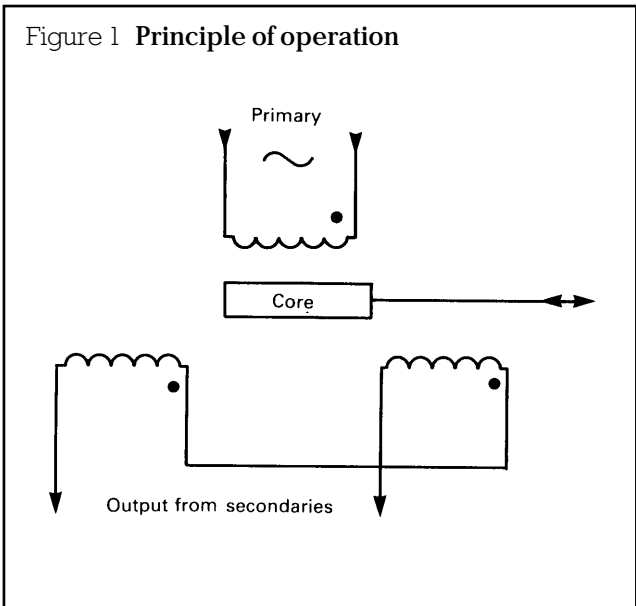 Figure 1 Principle of operation
Primary
Core
Output from secondaries